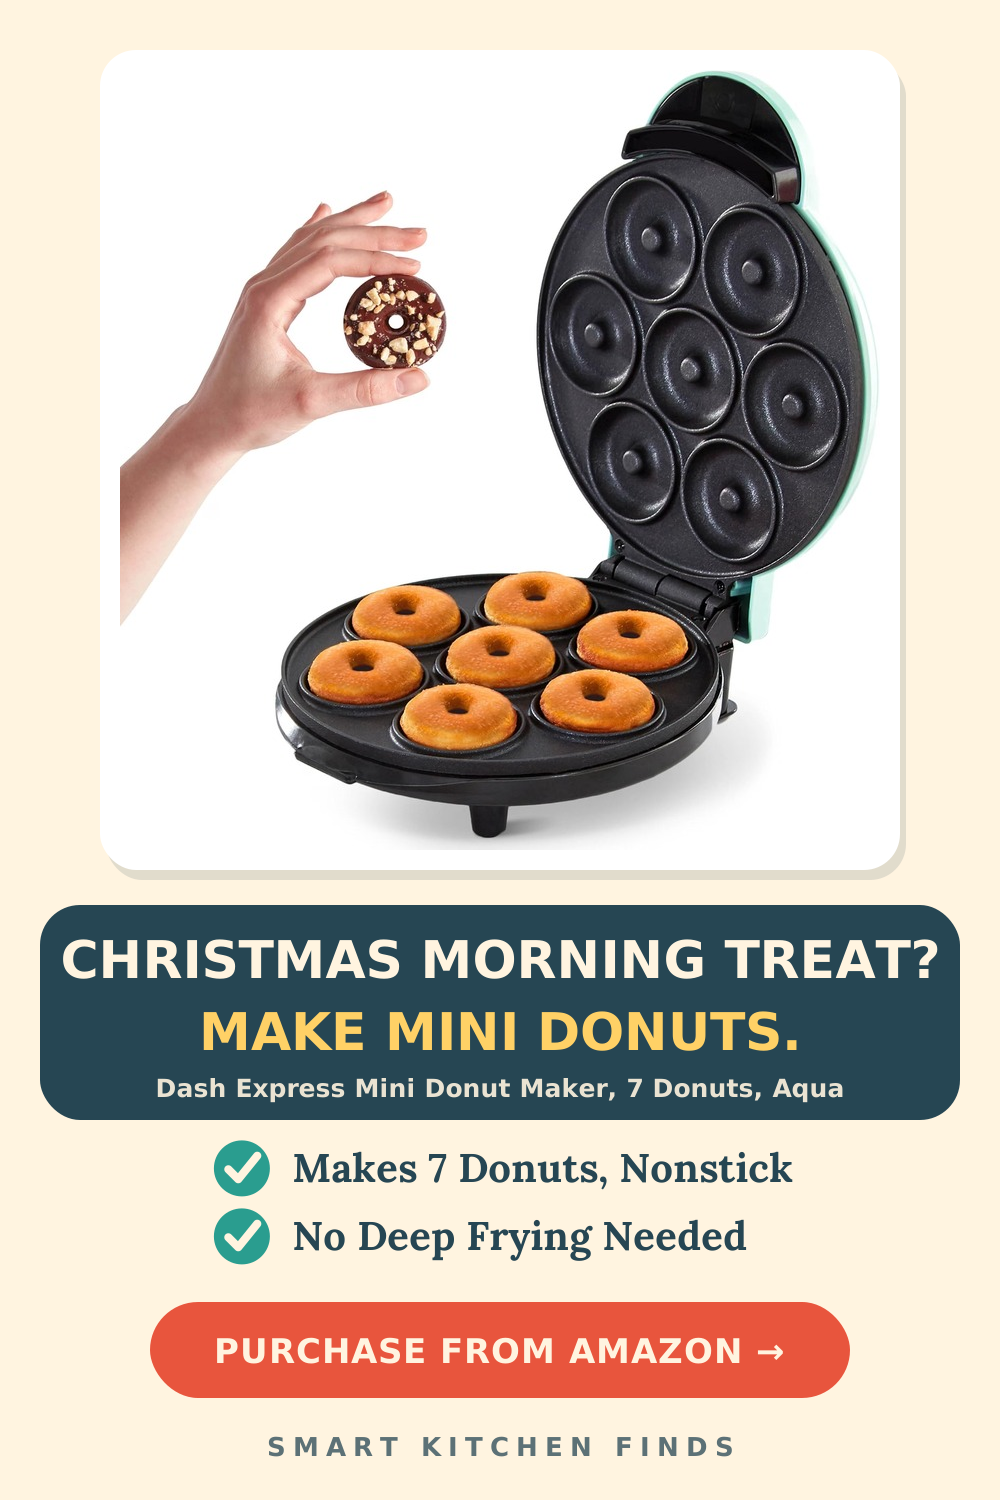 CHRISTMAS MORNING TREAT?
MAKE MINI DONUTS.
Dash Express Mini Donut Maker, 7 Donuts, Aqua
Makes 7 Donuts, Nonstick
No Deep Frying Needed
PURCHASE FROM AMAZON →
SMART KITCHEN FINDS